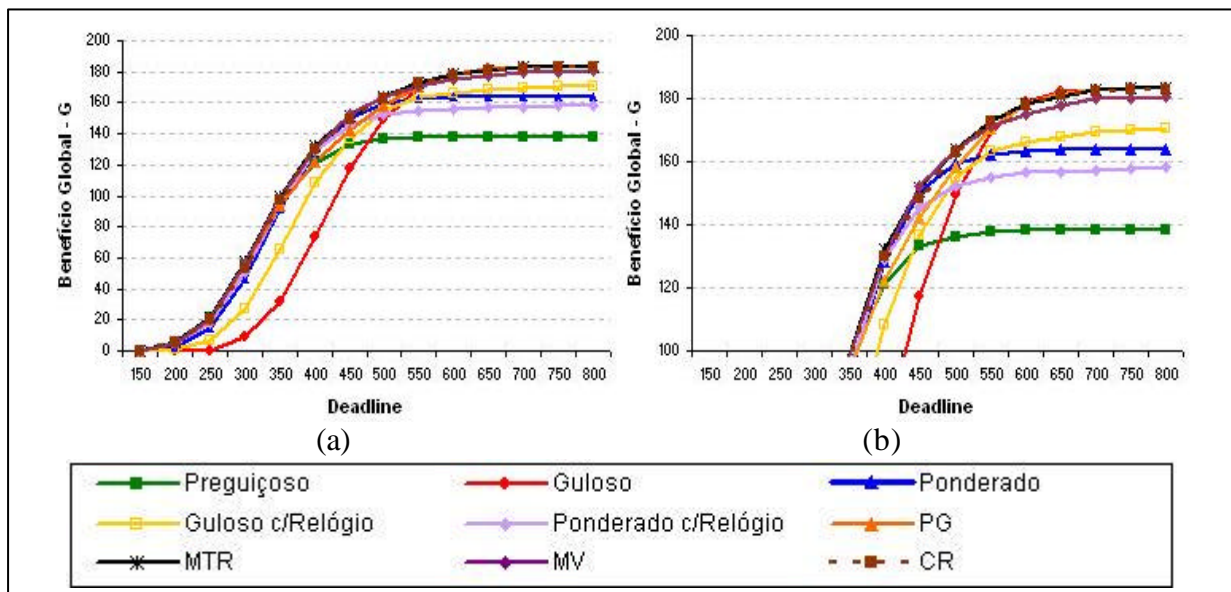 200
180
160
140
120
100
80
60
40
20
0
Benefício Global - G
150 200 250 300 350 400 450 500 550 600 650 700 750 800
Deadline
(a)
200
180
160
140
120
100
Benefício Global - G
150 200 250 300 350 400 450 500 550 600 650 700 750 800
Deadline
(b)
Preguiçoso Guloso Ponderado
Guloso c/Relógio Ponderado c/Relógio PG
MTR MV CR